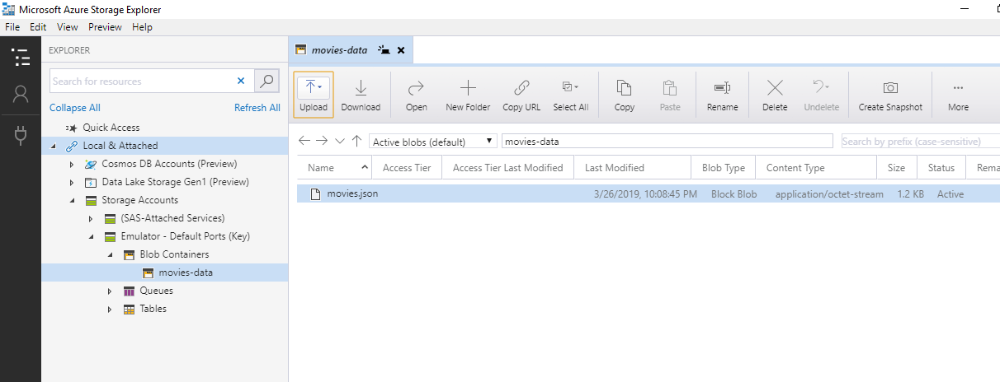 Microsoft Azure Storage Explorer
File Edit View Preview Help
EXPLORER
Search for resources
Collapse All Refresh All
Quick Access
Local & Attached
Cosmos DB Accounts (Preview)
Data Lake Storage Gen1 (Preview)
Storage Accounts
(SAS-Attached Services)
Emulator - Default Ports (Key)
Blob Containers
movies-data
Queues
Tables
movies-data
Upload Download Open New Folder Copy URL Select All Copy Paste Rename Delete Undelete Create Snapshot More
Active blobs (default) movies-data Search by prefix (case-sensitive)
Name Access Tier Access Tier Last Modified Last Modified Blob Type Content Type Size Status Rema
movies.json 3/26/2019, 10:08:45 PM Block Blob application/octet-stream 1.2 KB Active